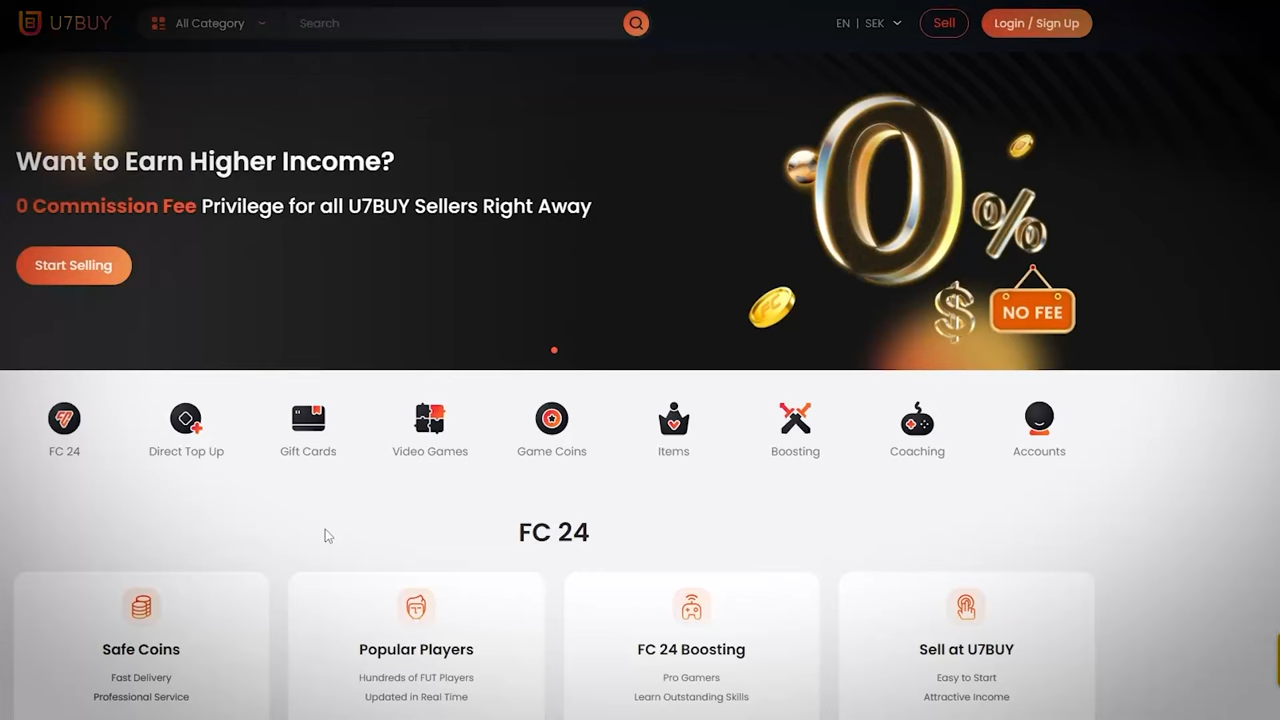 U7BUY
All Category
Search
EN | SEK
Sell
Login / Sign Up
Want to Earn Higher Income?
0 Commission Fee Privilege for all U7BUY Sellers Right Away
Start Selling
0%
$
NO FEE
FC
FC 24
Direct Top Up
Gift Cards
Video Games
Game Coins
Items
Boosting
Coaching
Accounts
FC 24
Safe Coins
Fast Delivery
Professional Service
Popular Players
Hundreds of FUT Players
Updated in Real Time
FC 24 Boosting
Pro Gamers
Learn Outstanding Skills
Sell at U7BUY
Easy to Start
Attractive Income